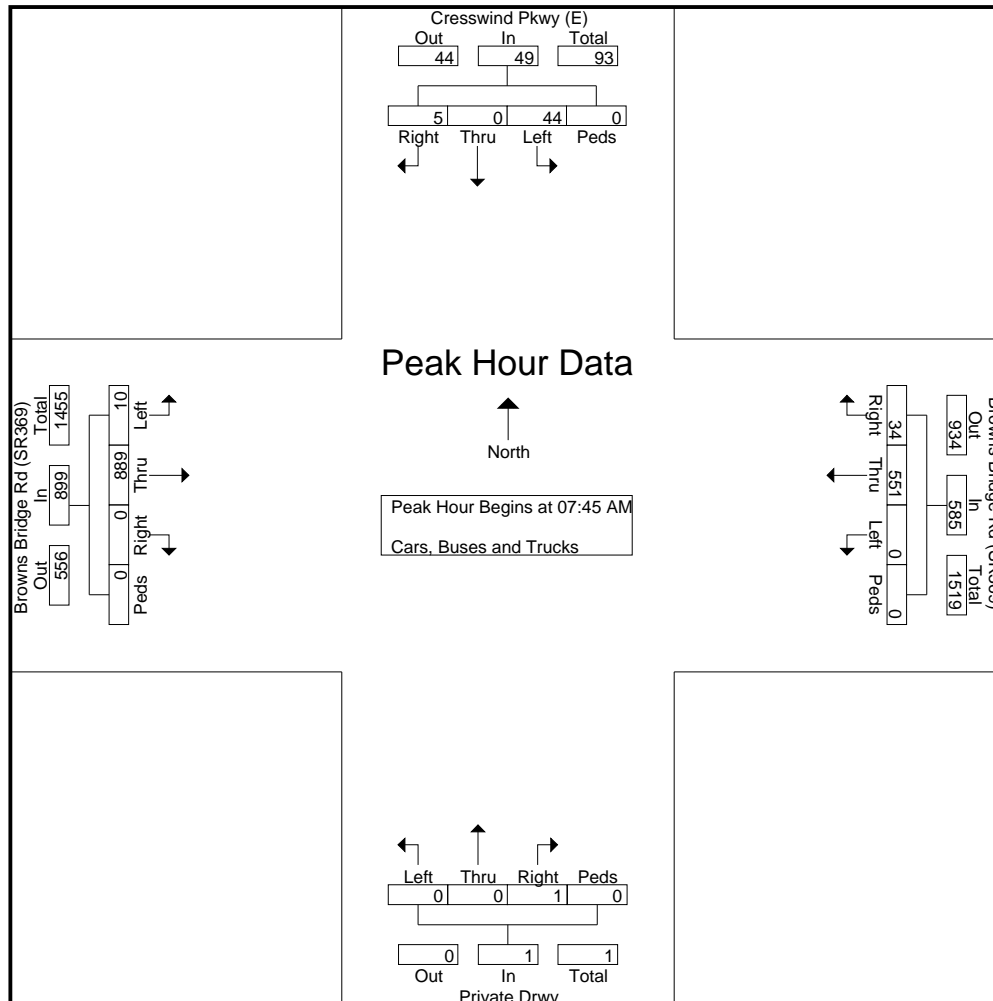 Cresswind Pkwy (E)
Out In Total
44 49 93
5 0 44 0
Right Thru Left Peds
Peak Hour Data
North
Peak Hour Begins at 07:45 AM
Cars, Buses and Trucks
Browns Bridge Rd (SR369)
Out In Total
556 899 1455
10 889 0 0
Left Thru Right Peds
Right Thru Left Peds
34 551 0 0
Out In Total
934 585 1519
Left Thru Right Peds
0 0 1 0
0 1 1
Out In Total
Private Drwy